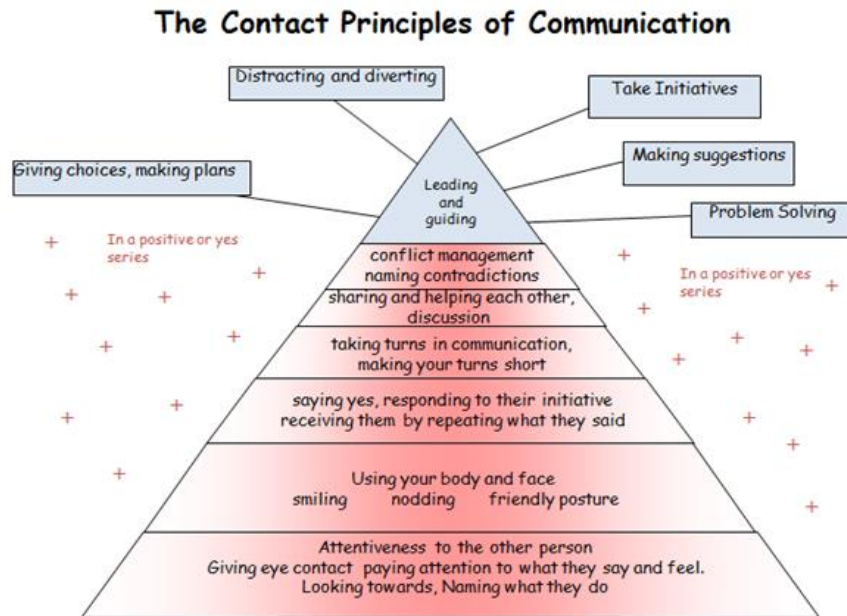 The Contact Principles of Communication
Distracting and diverting
Take Initiatives
Making suggestions
Giving choices, making plans
Problem Solving
Leading
and
guiding
In a positive or yes
series
In a positive or yes
series
conflict management
naming contradictions
sharing and helping each other,
discussion
taking turns in communication,
making your turns short
saying yes, responding to their initiative
receiving them by repeating what they said
Using your body and face
smiling nodding friendly posture
Attentiveness to the other person
Giving eye contact paying attention to what they say and feel.
Looking towards, Naming what they do